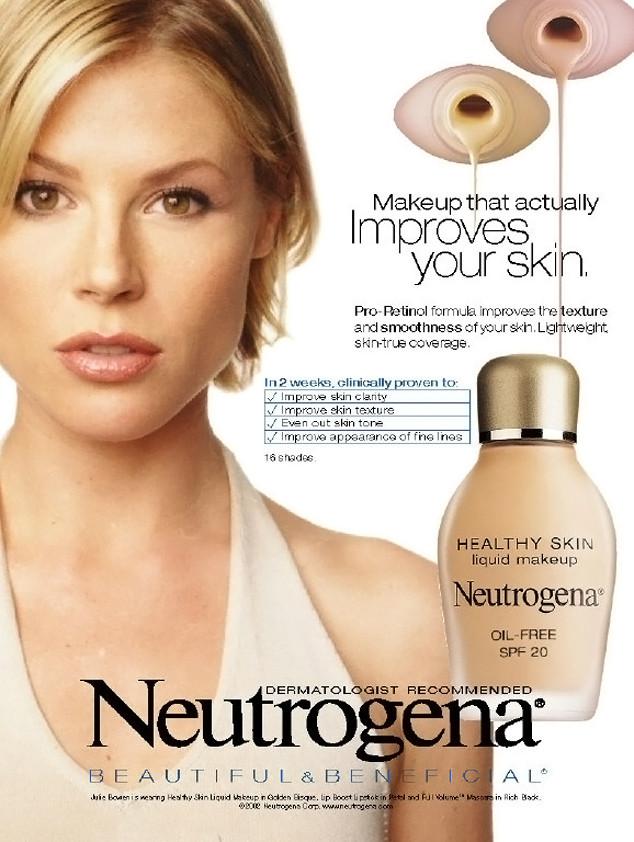 Makeup that actually
Improves
your skin.
Pro-Retinol formula improves the texture
and smoothness of your skin. Lightweight,
skin-true coverage.
In 2 weeks, clinically proven to:
✓ Improve skin clarity
✓ Improve skin texture
✓ Even out skin tone
✓ Improve appearance of fine lines
16 shades.
HEALTHY SKIN
liquid makeup
Neutrogena®
OIL-FREE
SPF 20
DERMATOLOGIST RECOMMENDED
Neutrogena®
BEAUTIFUL & BENEFICIAL®
Julie Bowen is wearing Healthy Skin Liquid Makeup in Golden Bisque, Lip Boost Lipstick in Petal and Full Volume™ Mascara in Rich Black.
©2002 Neutrogena Corp. www.neutrogena.com